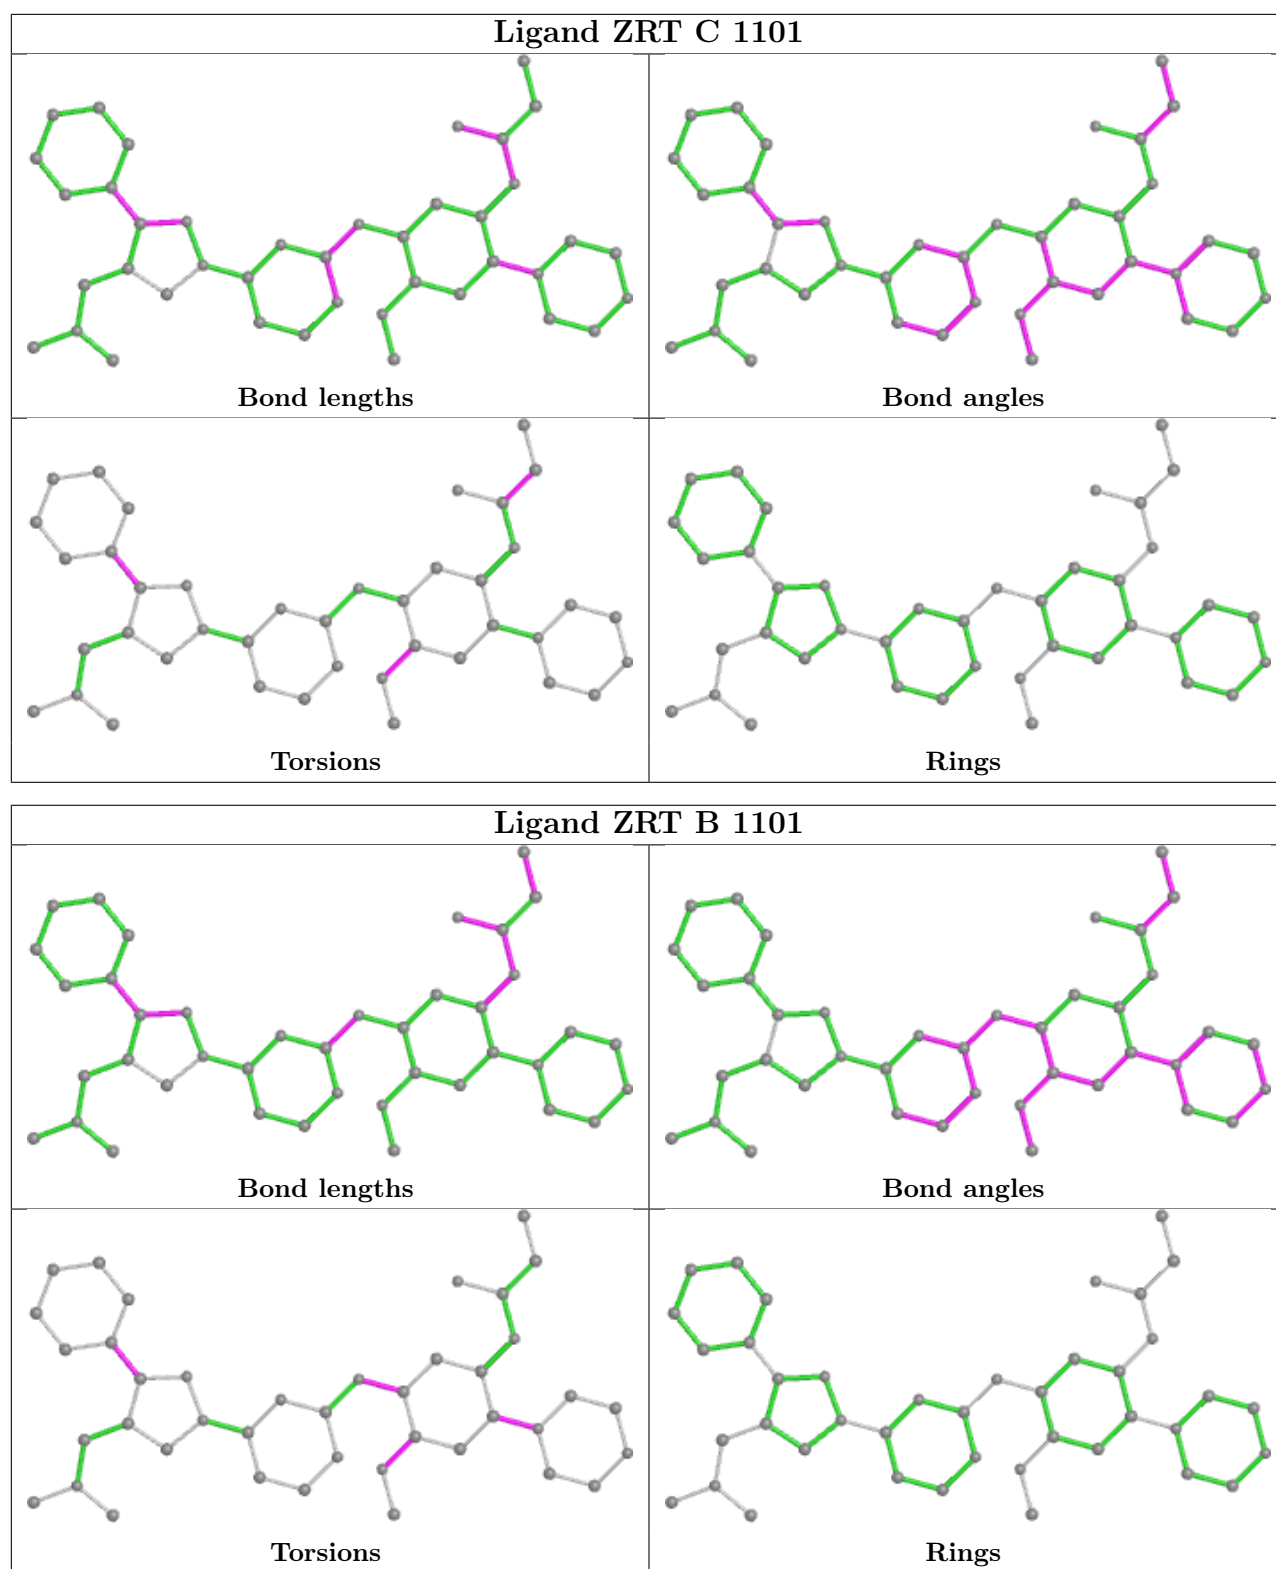 Ligand ZRT C 1101
Bond lengths
Bond angles
Torsions
Rings
Ligand ZRT B 1101
Bond lengths
Bond angles
Torsions
Rings